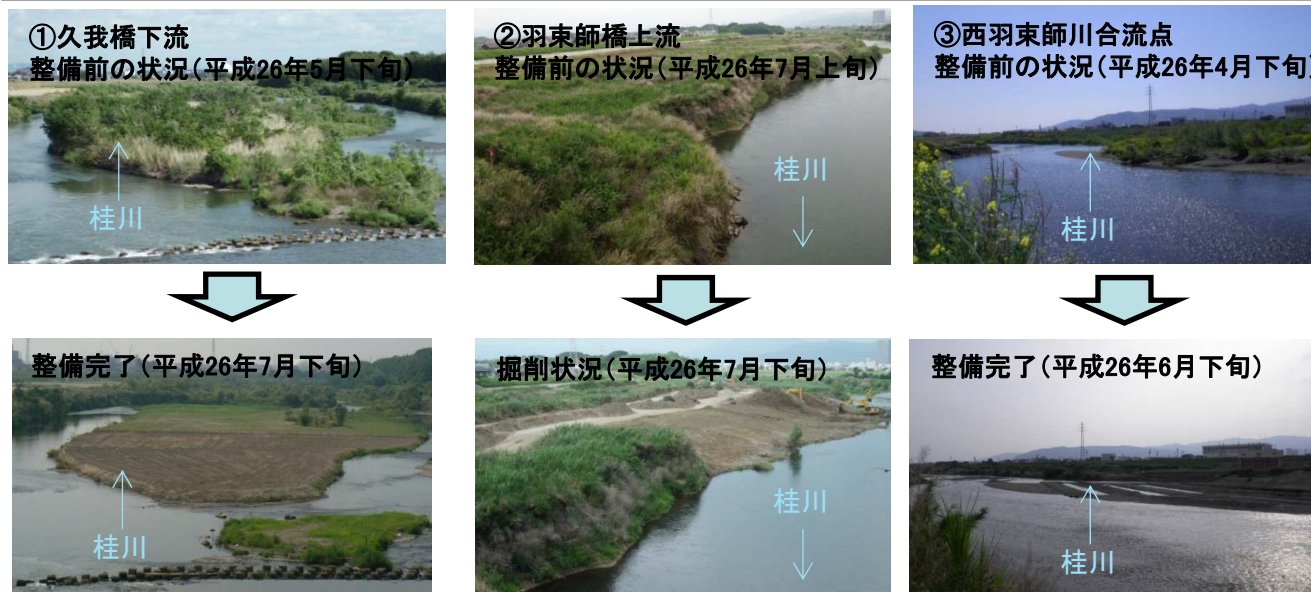 ①久我橋下流
整備前の状況(平成26年5月下旬)
桂川
②羽束師橋上流
整備前の状況(平成26年7月上旬)
桂川
③西羽束師川合流点
整備前の状況(平成26年4月下旬)
桂川
整備完了(平成26年7月下旬)
桂川
掘削状況(平成26年7月下旬)
桂川
整備完了(平成26年6月下旬)
桂川